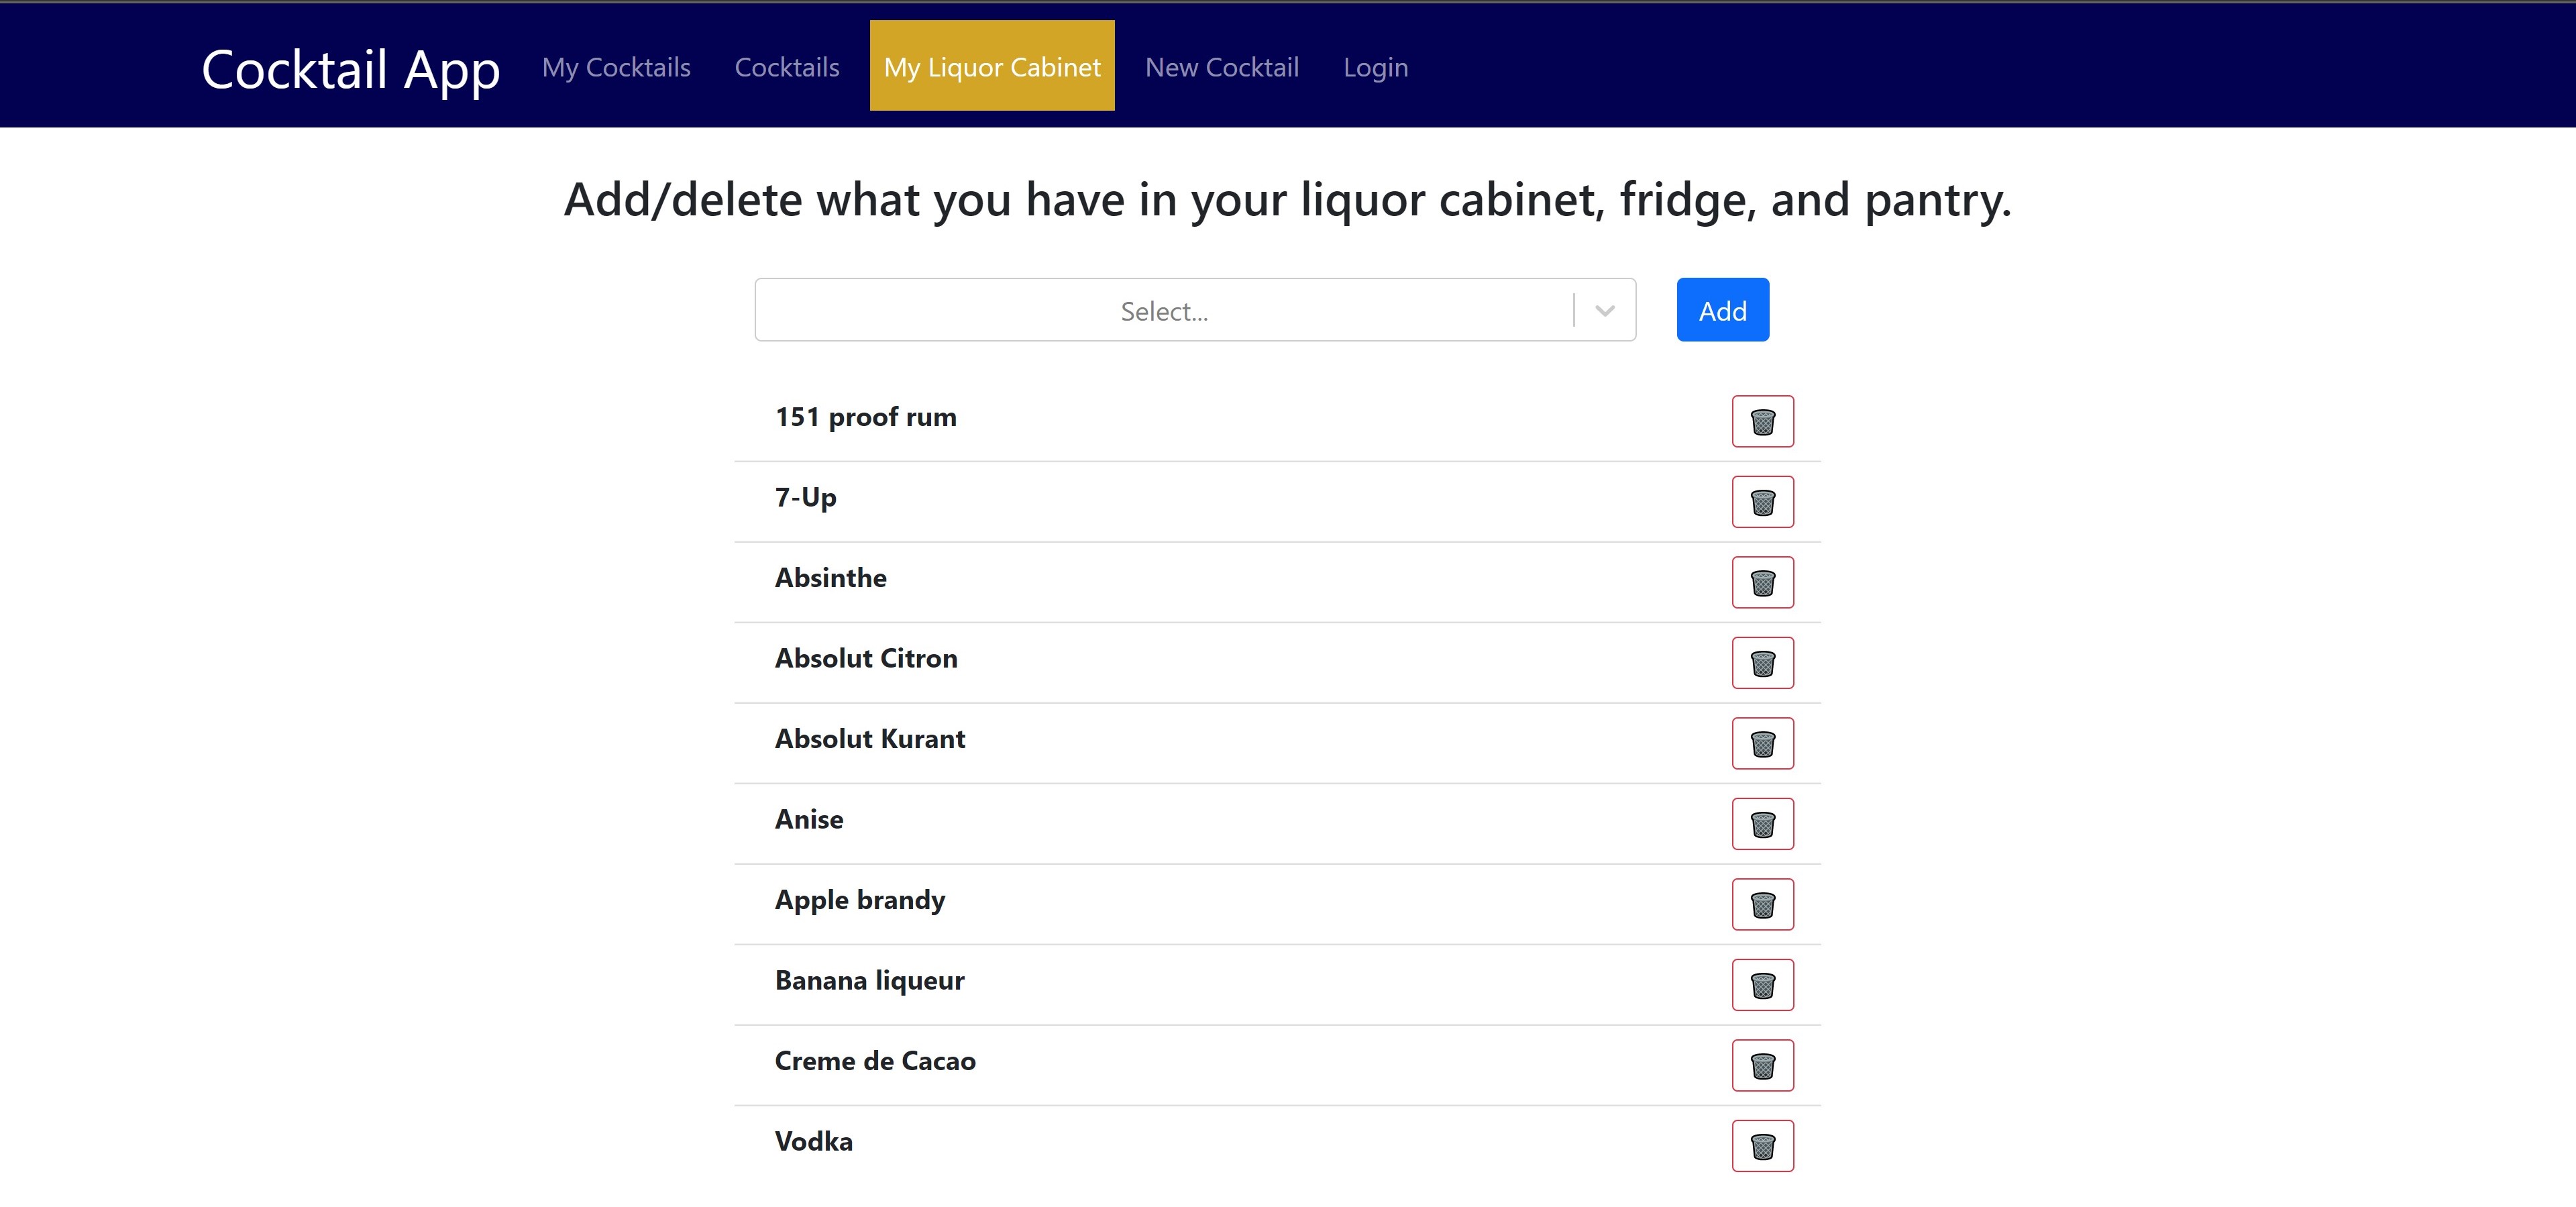 Cocktail App My Cocktails Cocktails My Liquor Cabinet New Cocktail Login
Add/delete what you have in your liquor cabinet, fridge, and pantry.
Select... Add
151 proof rum
7-Up
Absinthe
Absolut Citron
Absolut Kurant
Anise
Apple brandy
Banana liqueur
Creme de Cacao
Vodka